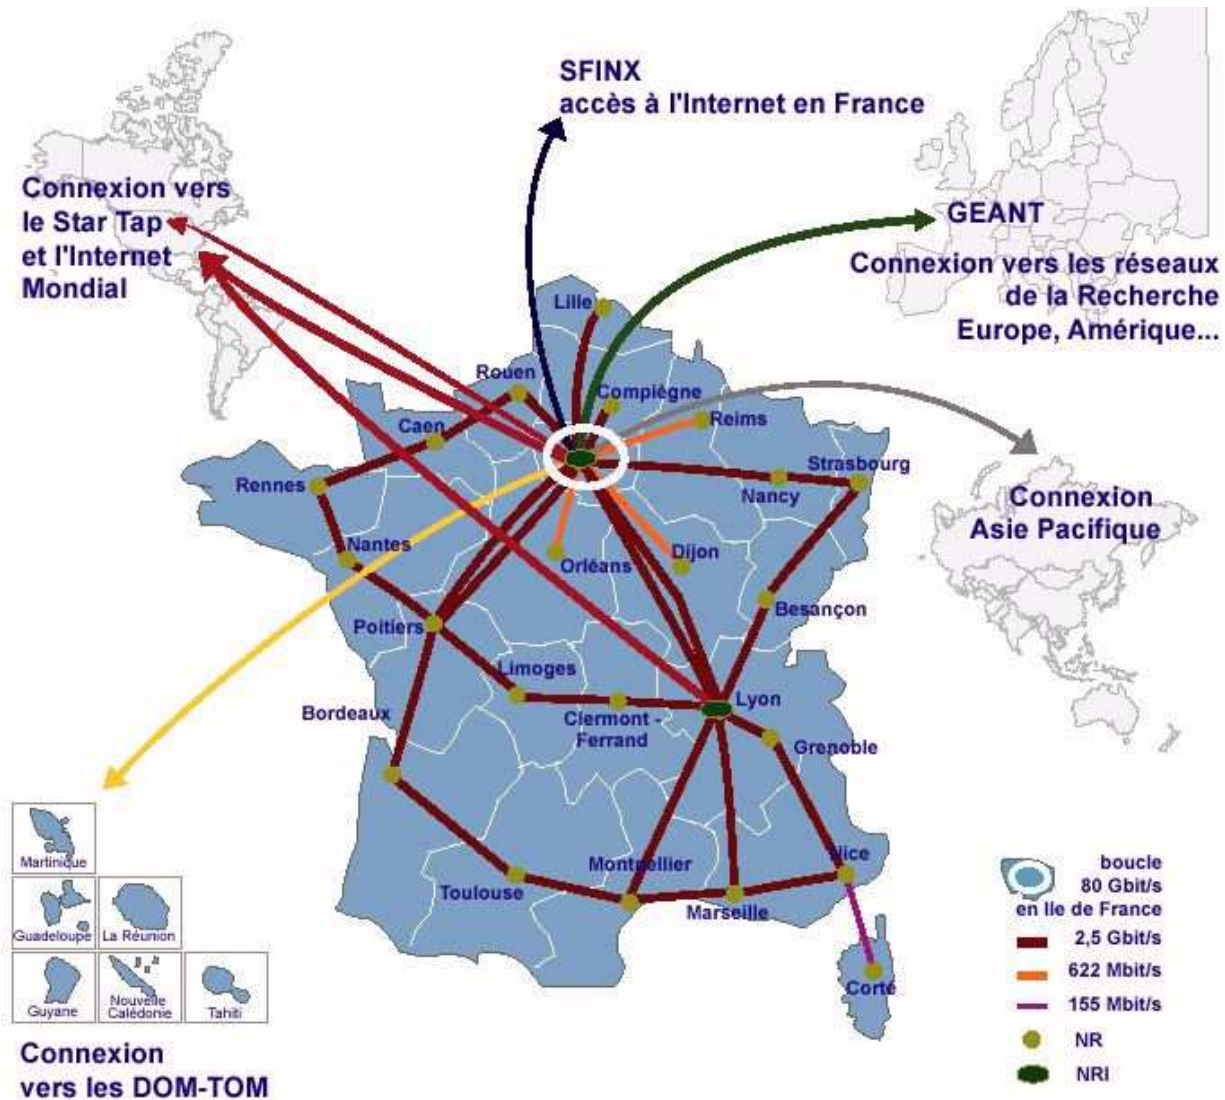 SFINX
accès à l'Internet en France
Connexion vers
le Star Tap
et l'Internet
Mondial
GEANT
Connexion vers les réseaux
de la Recherche
Europe, Amérique...
Lille
Rouen
Compiègne
Reims
Caen
Strasbourg
Rennes
Nancy
Connexion
Asie Pacifique
Nantes
Orléans
Dijon
Besançon
Poitiers
Limoges
Lyon
Bordeaux
Clermont -
Ferrand
Grenoble
Montpellier
Nice
Toulouse
Marseille
Corté
Martinique
Guadeloupe
La Réunion
Guyane
Nouvelle
Calédonie
Tahiti
Connexion
vers les DOM-TOM
boucle
80 Gbit/s
en Ile de France
2,5 Gbit/s
622 Mbit/s
155 Mbit/s
NR
NRI